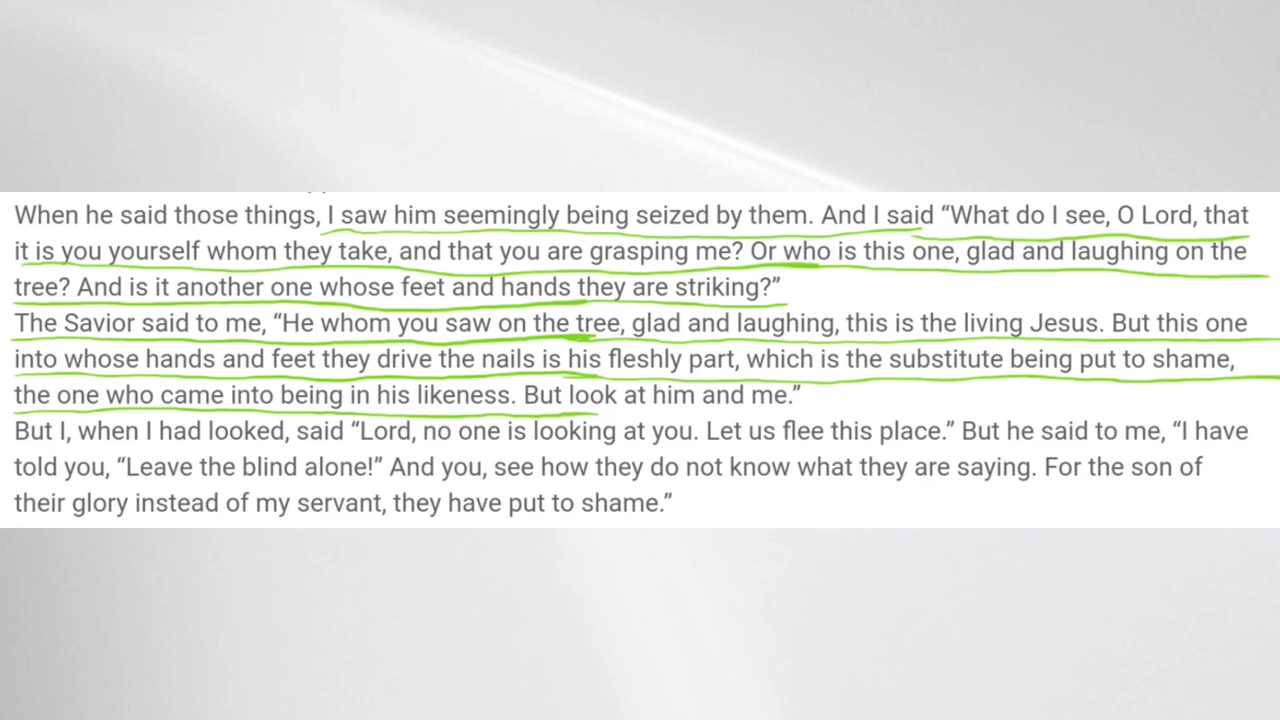 When he said those things, I saw him seemingly being seized by them. And I said “What do I see, O Lord, that
it is you yourself whom they take, and that you are grasping me? Or who is this one, glad and laughing on the
tree? And is it another one whose feet and hands they are striking?”
The Savior said to me, “He whom you saw on the tree, glad and laughing, this is the living Jesus. But this one
into whose hands and feet they drive the nails is his fleshly part, which is the substitute being put to shame,
the one who came into being in his likeness. But look at him and me.”
But I, when I had looked, said “Lord, no one is looking at you. Let us flee this place.” But he said to me, “I have
told you, “Leave the blind alone!” And you, see how they do not know what they are saying. For the son of
their glory instead of my servant, they have put to shame.”